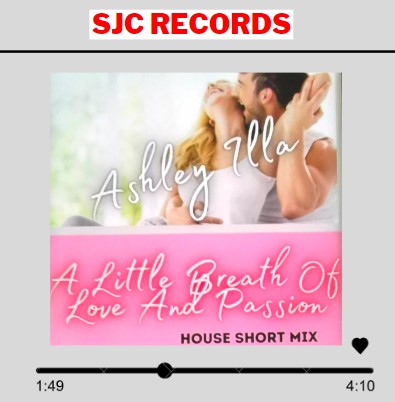 SJC RECORDS
Ashley Illa
A Little Breath Of
Love And Passion
HOUSE SHORT MIX
1:49 4:10